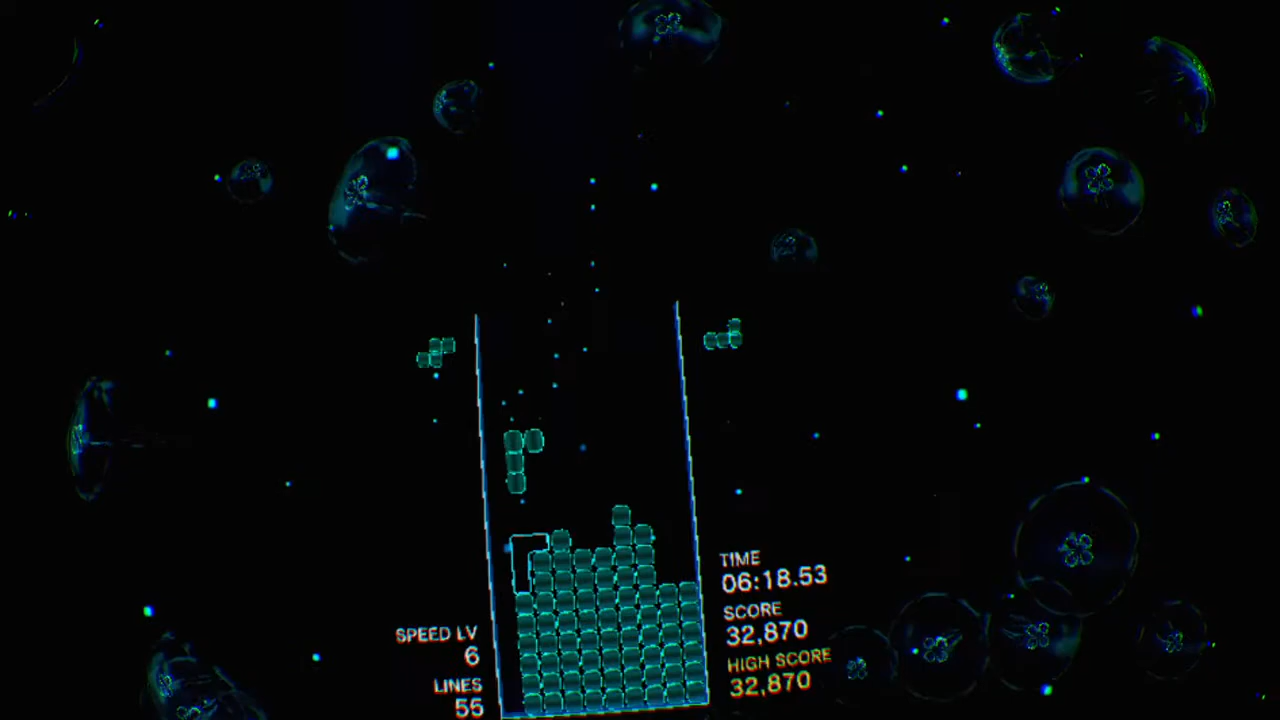 SPEED LV
6
LINES
55
TIME
06:18.53
SCORE
32,870
HIGH SCORE
32,870